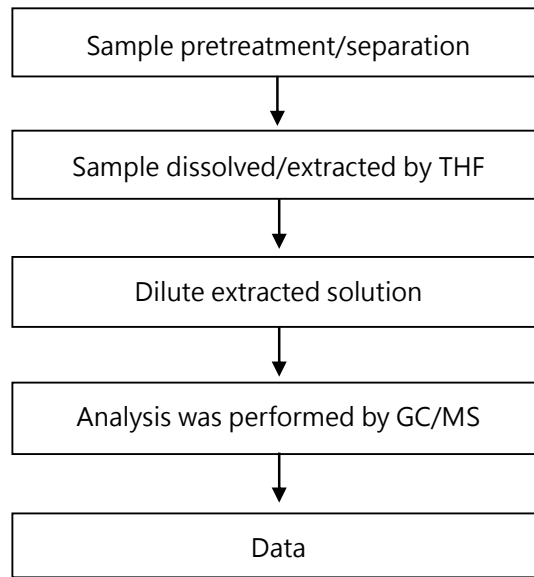 Sample pretreatment/separation
Sample dissolved/extracted by THF
Dilute extracted solution
Analysis was performed by GC/MS
Data